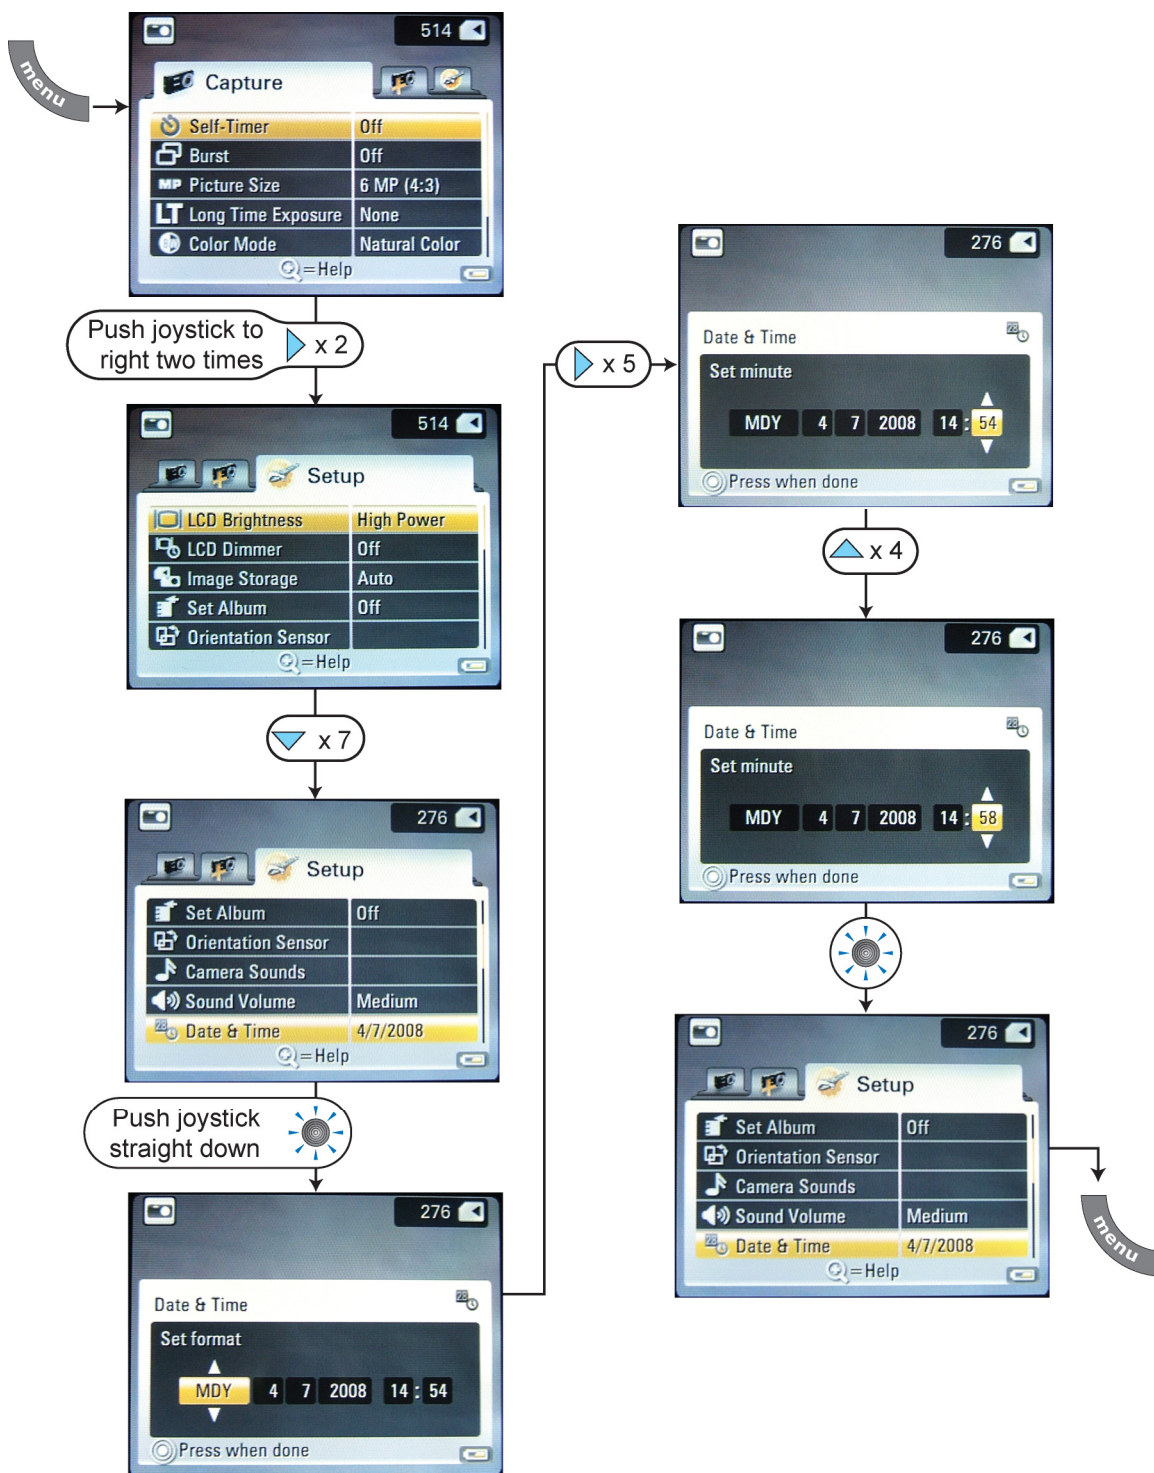 menu
514
Capture
Self-Timer Off
Burst Off
MP Picture Size 6 MP (4:3)
LT Long Time Exposure None
Color Mode Natural Color
=Help
Push joystick to
right two times x 2
514
Setup
LCD Brightness High Power
LCD Dimmer Off
Image Storage Auto
Set Album Off
Orientation Sensor
=Help
x 7
276
Setup
Set Album Off
Orientation Sensor
Camera Sounds
Sound Volume Medium
28 Date & Time 4/7/2008
=Help
Push joystick
straight down
276
Date & Time 28
Set format
MDY 4 7 2008 14 : 54
Press when done
x 5
276
Date & Time 28
Set minute
MDY 4 7 2008 14 : 54
Press when done
x 4
276
Date & Time 28
Set minute
MDY 4 7 2008 14 : 58
Press when done
276
Setup
Set Album Off
Orientation Sensor
Camera Sounds
Sound Volume Medium
28 Date & Time 4/7/2008
=Help
menu